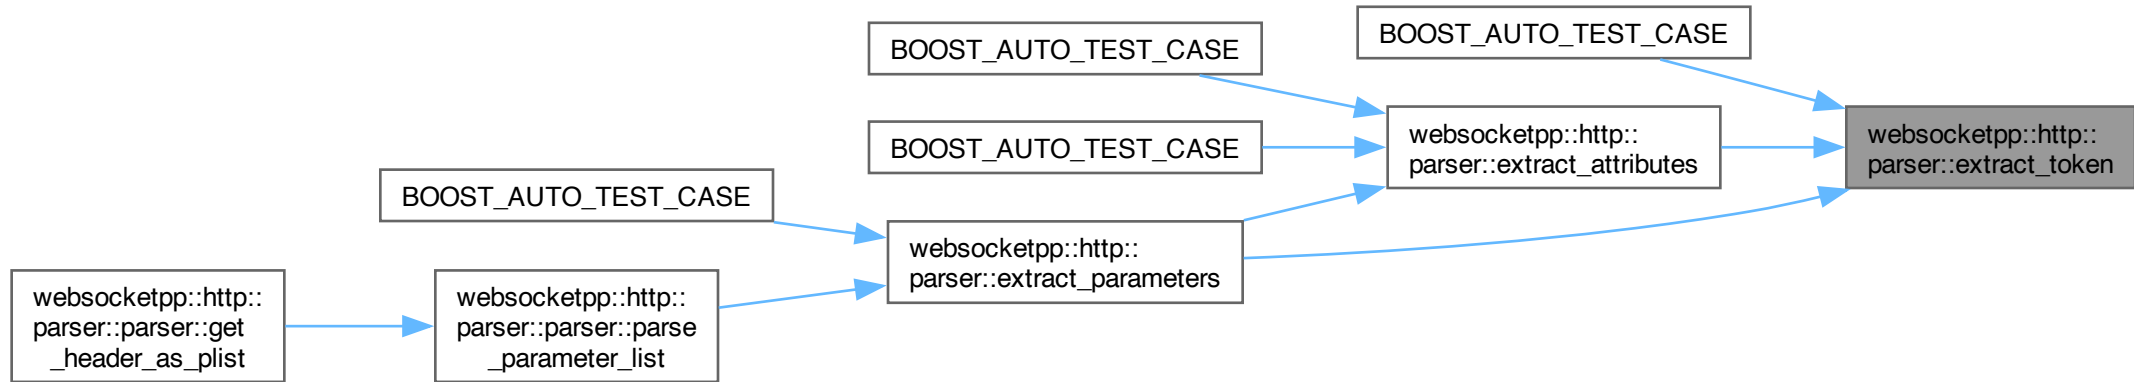 BOOST_AUTO_TEST_CASE
BOOST_AUTO_TEST_CASE
websocketpp::http::
parser::extract_attributes
websocketpp::http::
parser::extract_token
BOOST_AUTO_TEST_CASE
BOOST_AUTO_TEST_CASE
websocketpp::http::
parser::extract_parameters
websocketpp::http::
parser::parser::get
_header_as_plist
websocketpp::http::
parser::parser::parse
_parameter_list